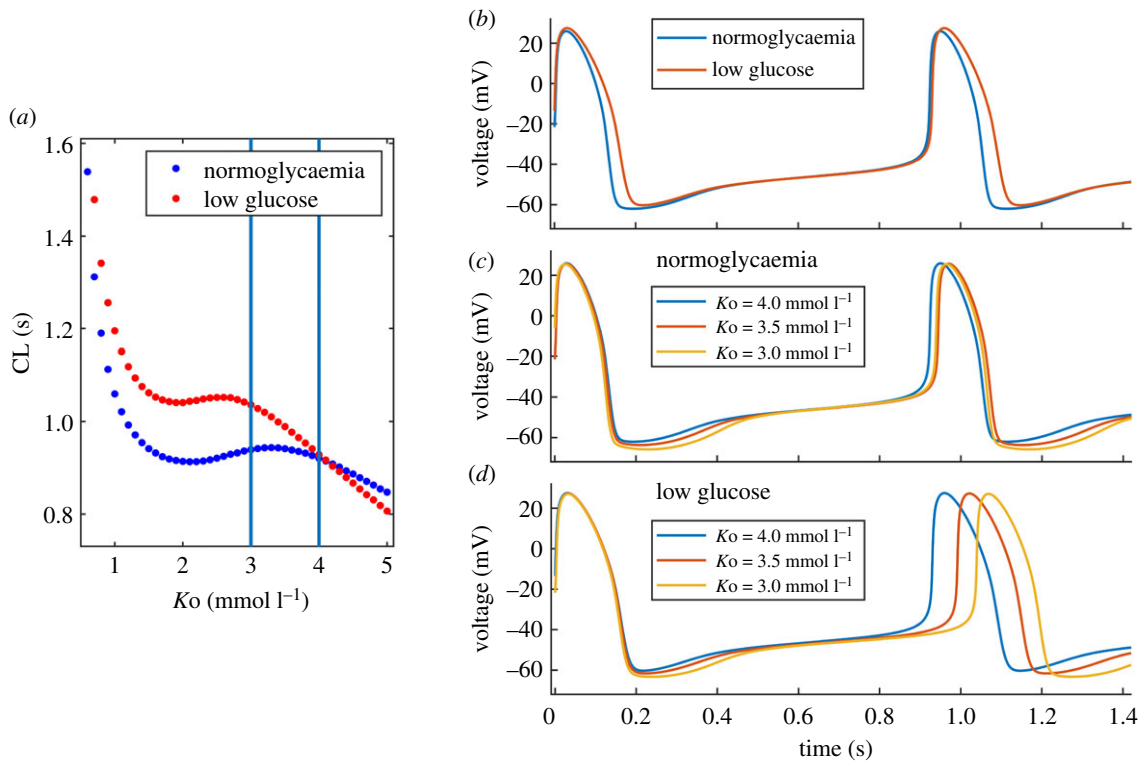 (a)
1.6
1.4
1.2
1.0
0.8
CL (s)
normoglycaemia
low glucose
1 2 3 4 5
Ko (mmol l⁻¹)
(b)
20
0
–20
–40
–60
voltage (mV)
normoglycaemia
low glucose
(c)
normoglycaemia
20
0
–20
–40
–60
voltage (mV)
Ko = 4.0 mmol l⁻¹
Ko = 3.5 mmol l⁻¹
Ko = 3.0 mmol l⁻¹
(d)
low glucose
20
0
–20
–40
–60
voltage (mV)
Ko = 4.0 mmol l⁻¹
Ko = 3.5 mmol l⁻¹
Ko = 3.0 mmol l⁻¹
0 0.2 0.4 0.6 0.8 1.0 1.2 1.4
time (s)